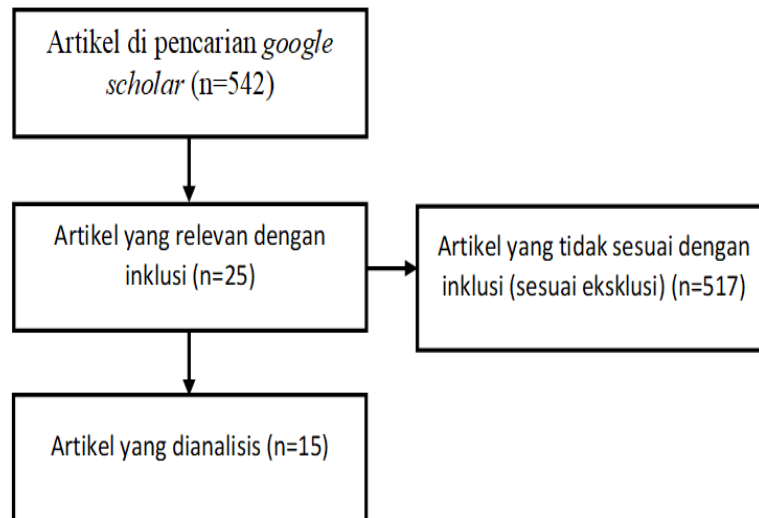 Artikel di pencarian google
scholar (n=542)
Artikel yang relevan dengan
inklusi (n=25)
Artikel yang tidak sesuai dengan
inklusi (sesuai eksklusi) (n=517)
Artikel yang dianalisis (n=15)